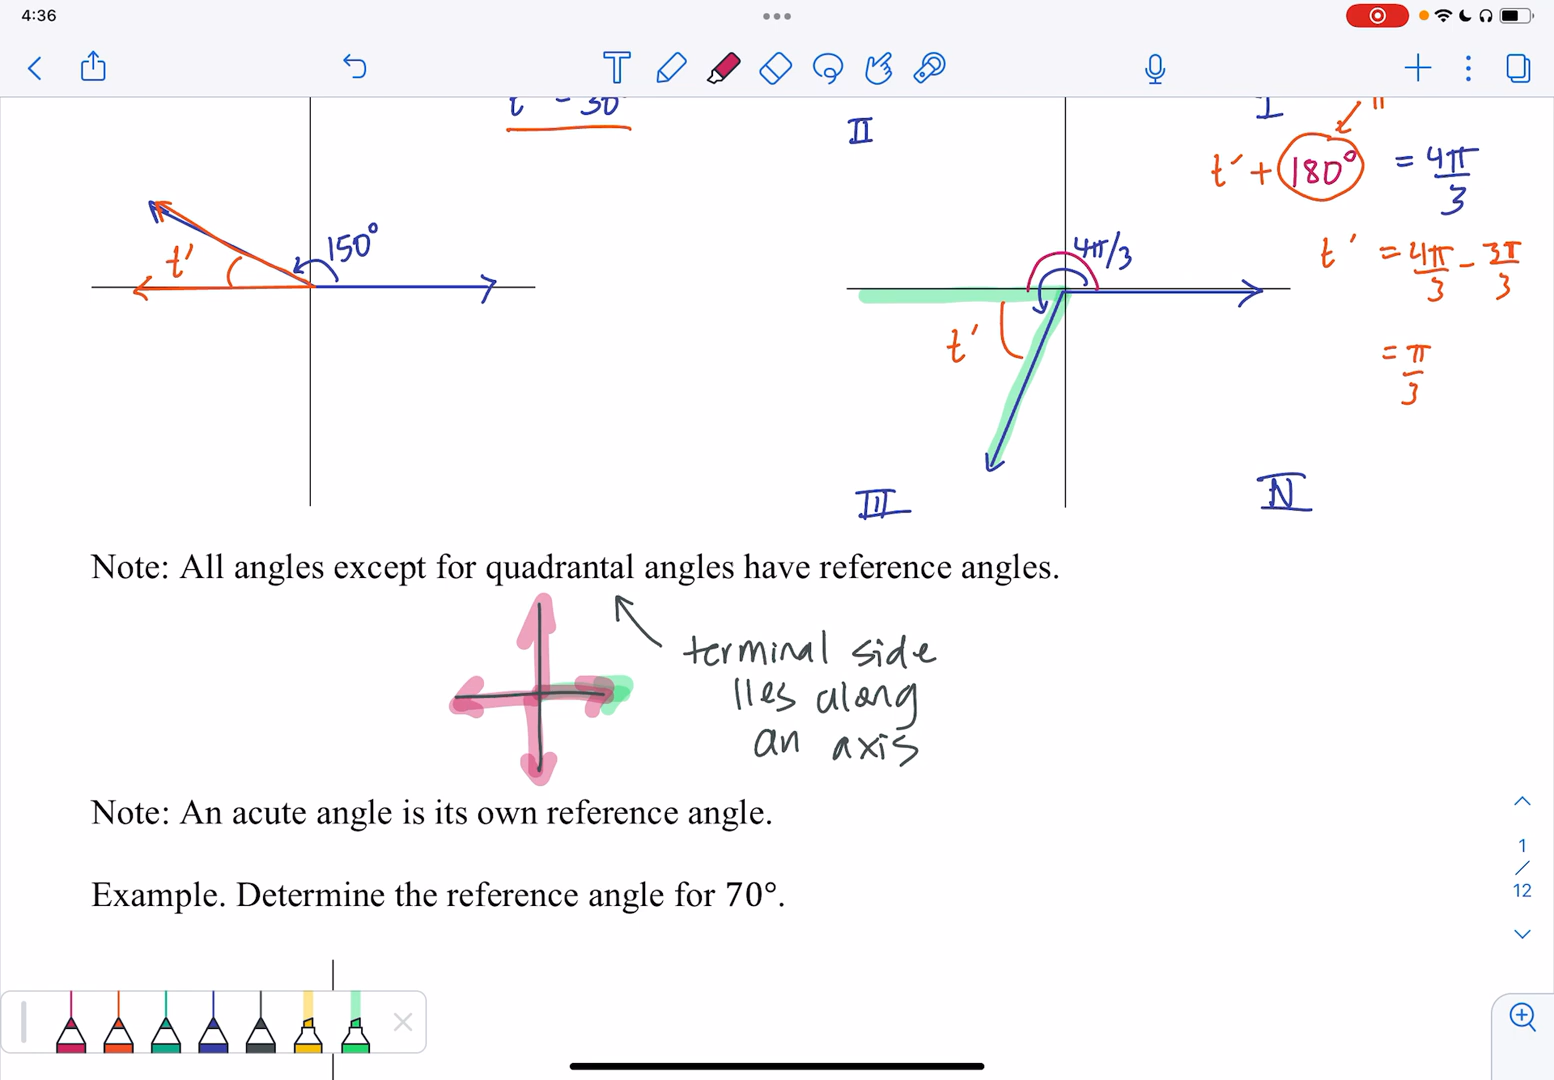 4:36
t' = 30°
II
I
π
t' + 180° = 4π/3
150°
t'
4π/3
t' = 4π/3 - 3π/3
t'
= π/3
III
IV
Note: All angles except for quadrantal angles have reference angles.
terminal side
lies along
an axis
Note: An acute angle is its own reference angle.
1
/
12
Example. Determine the reference angle for 70°.